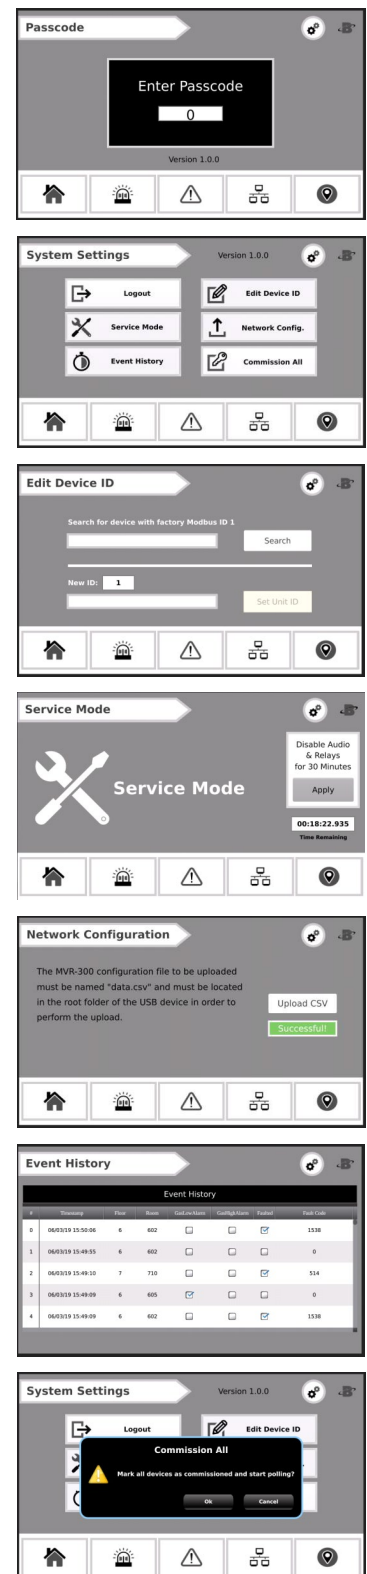 Passcode
Enter Passcode
0
Version 1.0.0
System Settings
Version 1.0.0
Logout
Edit Device ID
Service Mode
Network Config.
Event History
Commission All
Edit Device ID
Search for device with factory Modbus ID 1
Search
New ID: 1
Set Unit ID
Service Mode
Disable Audio
& Relays
for 30 Minutes
Service Mode
Apply
00:18:22.935
Time Remaining
Network Configuration
The MVR-300 configuration file to be uploaded
must be named "data.csv" and must be located
in the root folder of the USB device in order to
perform the upload.
Upload CSV
Successful!
Event History
Event History
# Timestamp Floor Room GasLowAlarm GasHighAlarm Faulted Fault Code
0 06/03/19 15:50:06 6 602 1538
1 06/03/19 15:49:55 6 602 0
2 06/03/19 15:49:10 7 710 514
3 06/03/19 15:49:09 6 605 0
4 06/03/19 15:49:09 6 602 1538
System Settings
Version 1.0.0
Logout
Edit Device ID
Commission All
Mark all devices as commissioned and start polling?
Ok
Cancel